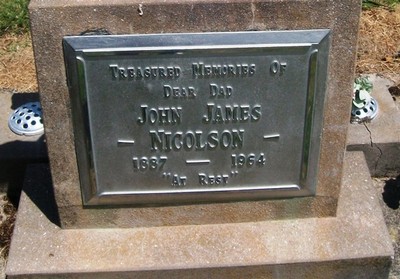 Treasured Memories Of
Dear Dad
John James
— Nicolson —
1887 — 1964
"At Rest"